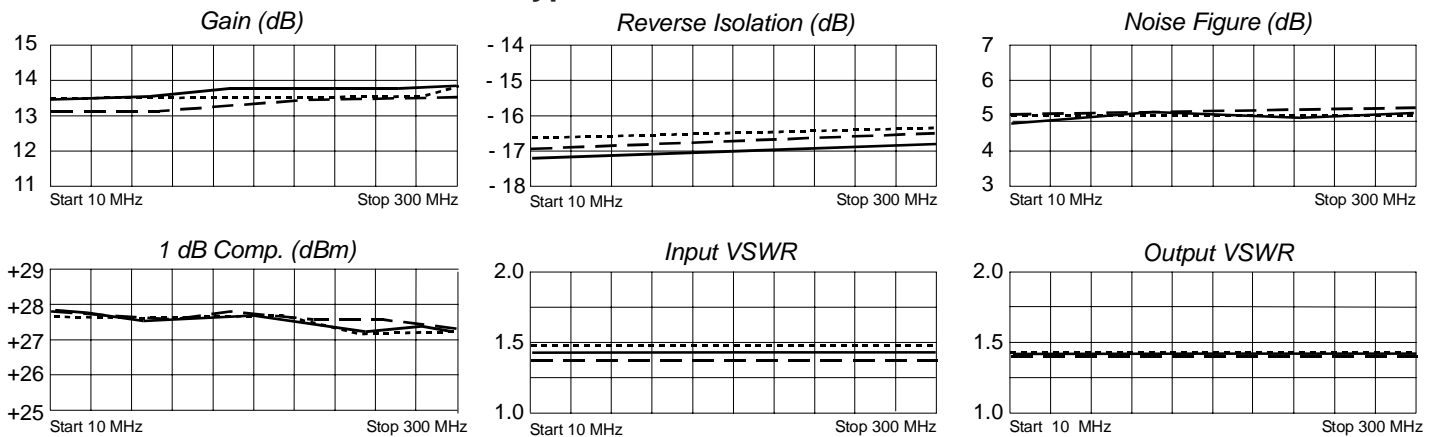 Gain (dB)
15
14
13
12
11
Start 10 MHz
Stop 300 MHz
Reverse Isolation (dB)
- 14
- 15
- 16
- 17
- 18
Start 10 MHz
Stop 300 MHz
Noise Figure (dB)
7
6
5
4
3
Start 10 MHz
Stop 300 MHz
1 dB Comp. (dBm)
+29
+28
+27
+26
+25
Start 10 MHz
Stop 300 MHz
Input VSWR
2.0
1.5
1.0
Start 10 MHz
Stop 300 MHz
Output VSWR
2.0
1.5
1.0
Start 10 MHz
Stop 300 MHz